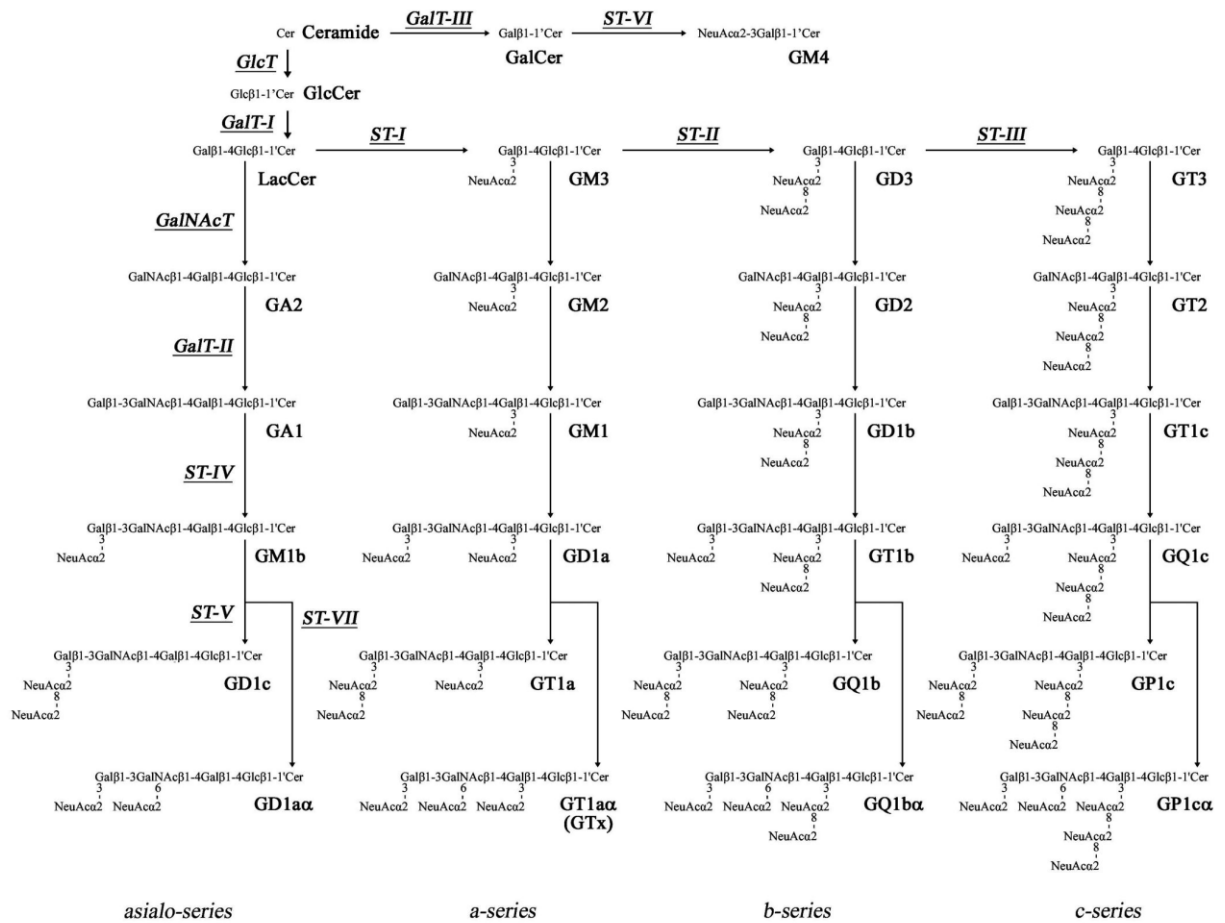 Cer Ceramide GalT-III Galβ1-1'Cer ST-VI NeuAcα2-3Galβ1-1'Cer
GalCer GM4
GlcT
Glcβ1-1'Cer GlcCer
GalT-I ST-I ST-II ST-III
Galβ1-4Glcβ1-1'Cer Galβ1-4Glcβ1-1'Cer Galβ1-4Glcβ1-1'Cer Galβ1-4Glcβ1-1'Cer
3 3 3
LacCer NeuAcα2 GM3 NeuAcα2 GD3 NeuAcα2 GT3
8 8
NeuAcα2 NeuAcα2
8
GalNAcT NeuAcα2
GalNAcβ1-4Galβ1-4Glcβ1-1'Cer GalNAcβ1-4Galβ1-4Glcβ1-1'Cer GalNAcβ1-4Galβ1-4Glcβ1-1'Cer GalNAcβ1-4Galβ1-4Glcβ1-1'Cer
3 3 3
GA2 NeuAcα2 GM2 NeuAcα2 GD2 NeuAcα2 GT2
8 8
NeuAcα2 NeuAcα2
8
GalT-II NeuAcα2
Galβ1-3GalNAcβ1-4Galβ1-4Glcβ1-1'Cer Galβ1-3GalNAcβ1-4Galβ1-4Glcβ1-1'Cer Galβ1-3GalNAcβ1-4Galβ1-4Glcβ1-1'Cer Galβ1-3GalNAcβ1-4Galβ1-4Glcβ1-1'Cer
3 3 3
GA1 NeuAcα2 GM1 NeuAcα2 GD1b NeuAcα2 GT1c
8 8
NeuAcα2 NeuAcα2
8
ST-IV NeuAcα2
Galβ1-3GalNAcβ1-4Galβ1-4Glcβ1-1'Cer Galβ1-3GalNAcβ1-4Galβ1-4Glcβ1-1'Cer Galβ1-3GalNAcβ1-4Galβ1-4Glcβ1-1'Cer Galβ1-3GalNAcβ1-4Galβ1-4Glcβ1-1'Cer
3 3 3 3 3 3 3
NeuAcα2 GM1b NeuAcα2 NeuAcα2 GD1a NeuAcα2 NeuAcα2 GT1b NeuAcα2 NeuAcα2 GQ1c
8 8
NeuAcα2 NeuAcα2
8
ST-V ST-VII NeuAcα2
Galβ1-3GalNAcβ1-4Galβ1-4Glcβ1-1'Cer Galβ1-3GalNAcβ1-4Galβ1-4Glcβ1-1'Cer Galβ1-3GalNAcβ1-4Galβ1-4Glcβ1-1'Cer Galβ1-3GalNAcβ1-4Galβ1-4Glcβ1-1'Cer
3 3 3 3 3 3 3
NeuAcα2 GD1c NeuAcα2 NeuAcα2 GT1a NeuAcα2 NeuAcα2 GQ1b NeuAcα2 NeuAcα2 GP1c
8 8 8 8 8 8
NeuAcα2 NeuAcα2 NeuAcα2 NeuAcα2 NeuAcα2 NeuAcα2
8
NeuAcα2
Galβ1-3GalNAcβ1-4Galβ1-4Glcβ1-1'Cer Galβ1-3GalNAcβ1-4Galβ1-4Glcβ1-1'Cer Galβ1-3GalNAcβ1-4Galβ1-4Glcβ1-1'Cer Galβ1-3GalNAcβ1-4Galβ1-4Glcβ1-1'Cer
3 6 3 6 3 3 6 3 3 6 3
NeuAcα2 NeuAcα2 GD1aα NeuAcα2 NeuAcα2 NeuAcα2 GT1aα NeuAcα2 NeuAcα2 NeuAcα2 GQ1bα NeuAcα2 NeuAcα2 NeuAcα2 GP1cα
(GTx) 8 8
NeuAcα2 NeuAcα2
8
NeuAcα2
asialo-series a-series b-series c-series